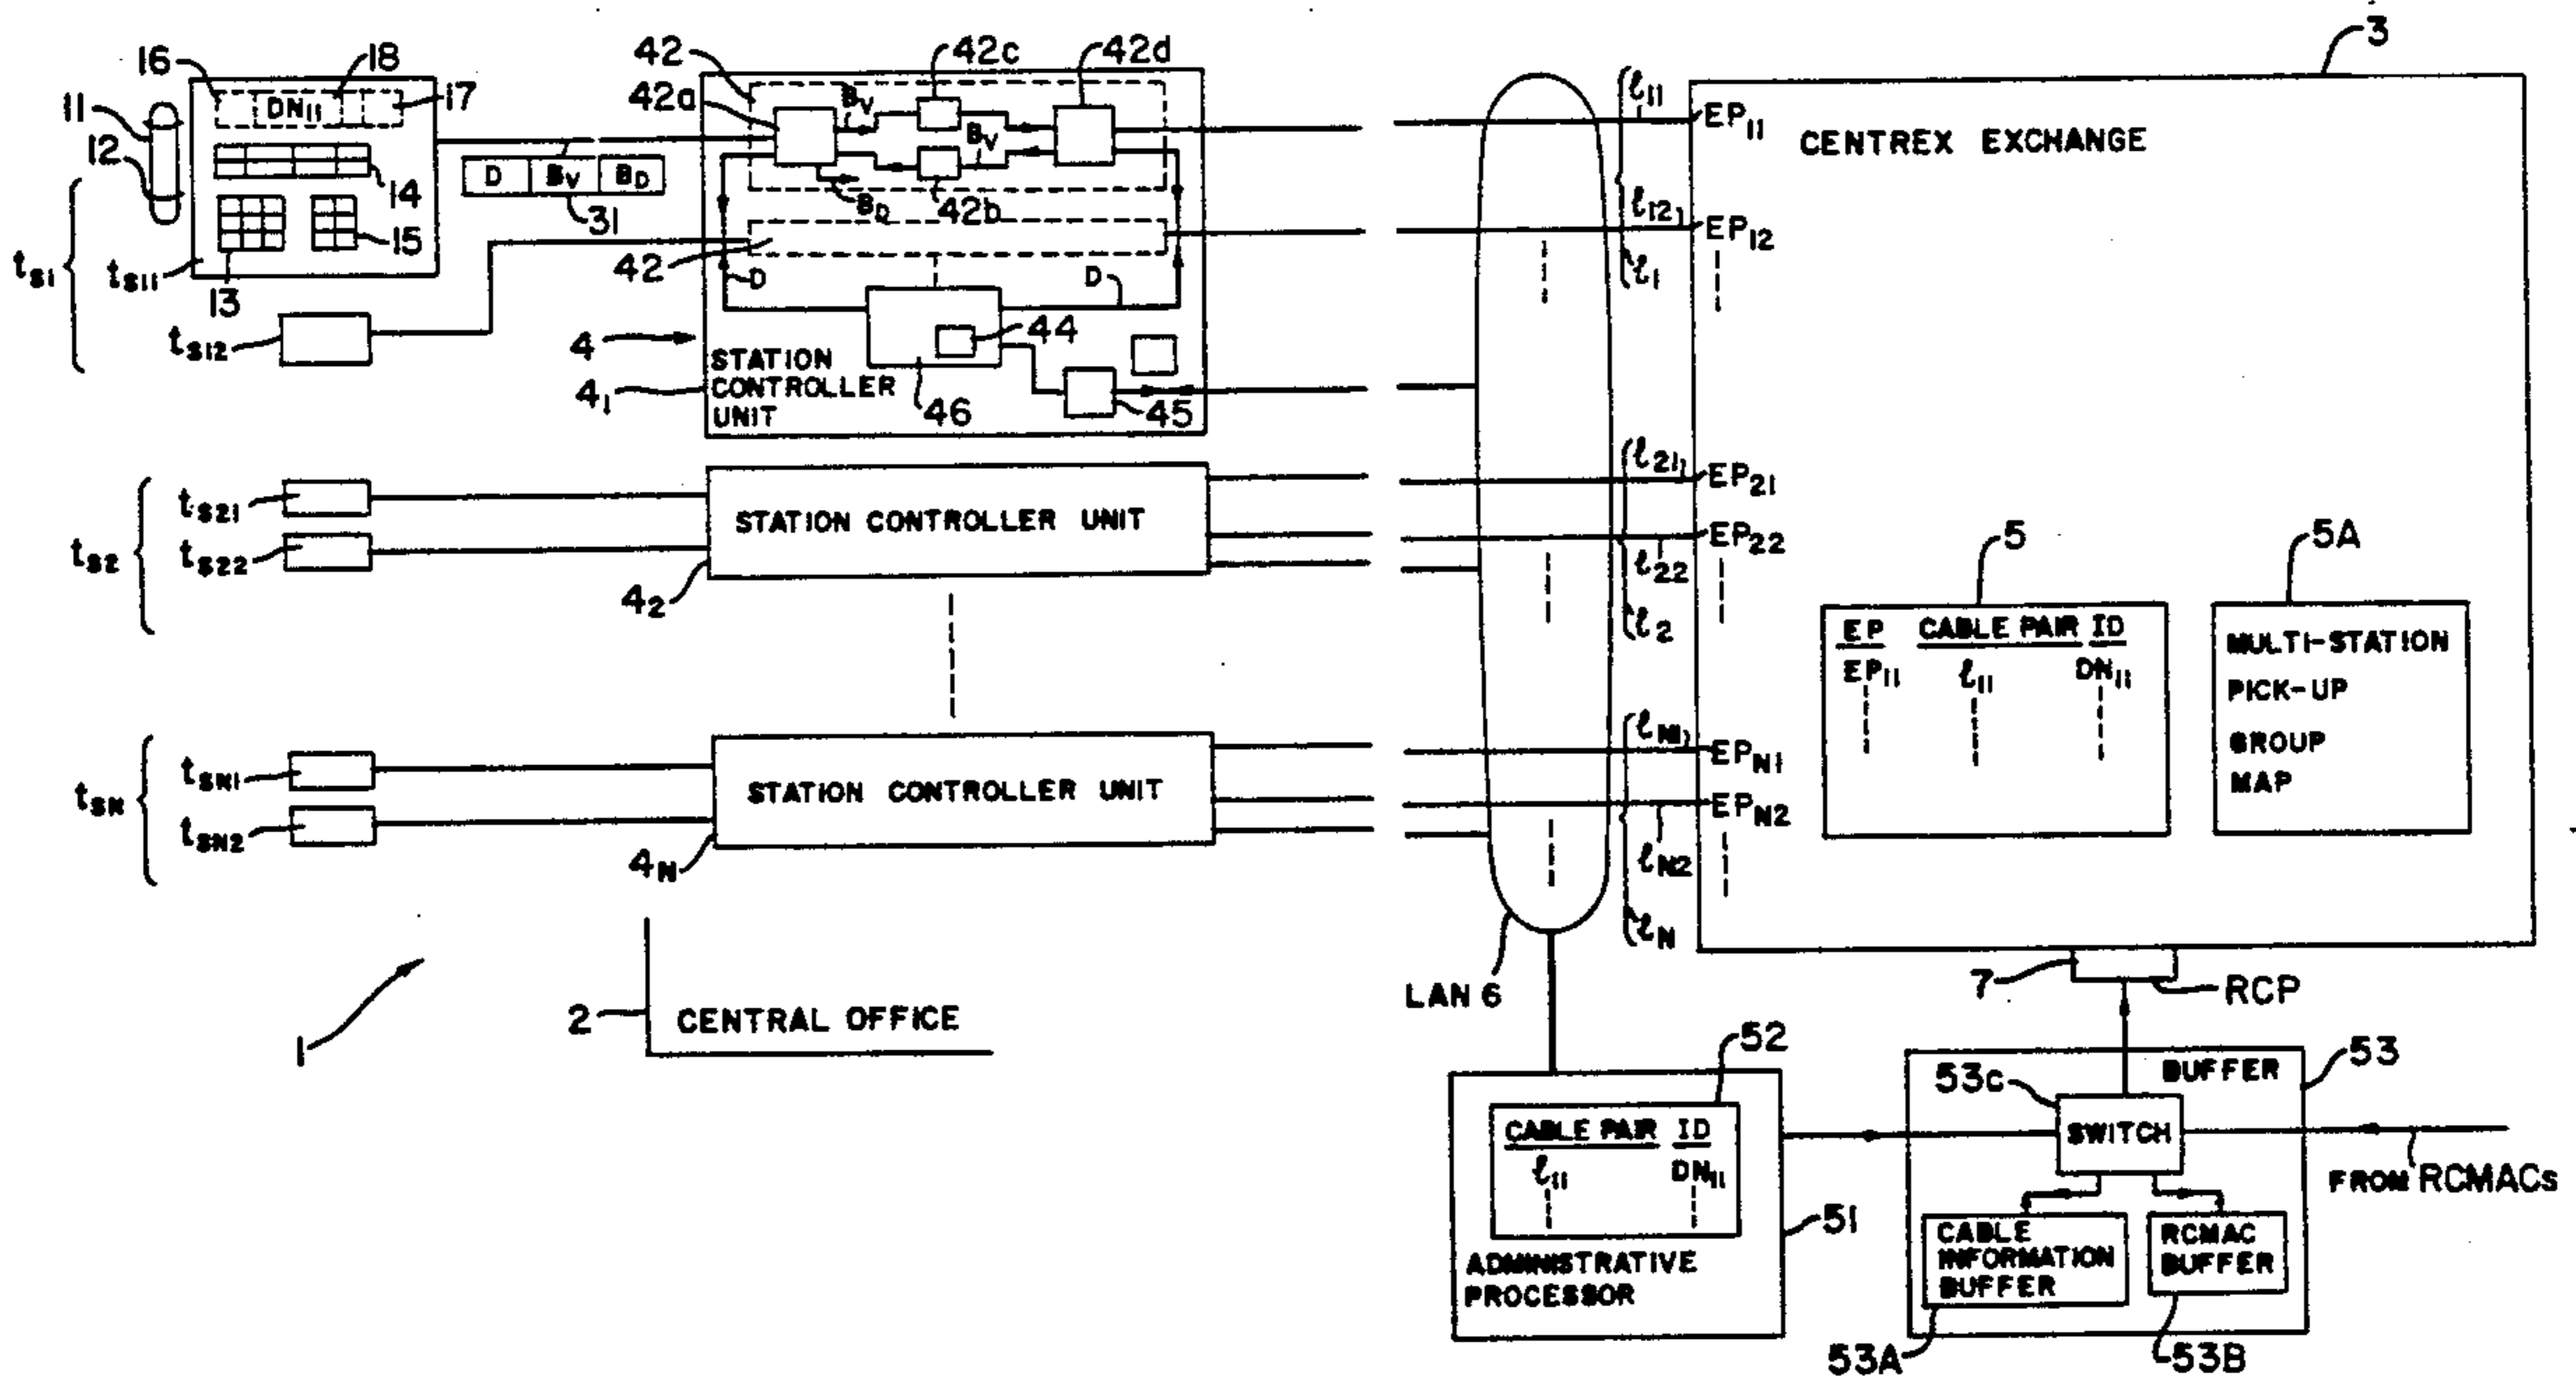 16
18
17
11
12
DN11
14
15
13
tS1
tS11
tS12
D BV BD
31
42
42c
42d
42a
BV
BV
BD
42b
42
D
D
44
4
STATION
CONTROLLER
UNIT
41
46
45
3
l11
EP11
CENTREX EXCHANGE
l12
EP12
l1
tS2
tS21
tS22
STATION CONTROLLER UNIT
42
l21
EP21
EP22
l22
l2
5
EP CABLE PAIR ID
EP11 l11 DN11
5A
MULTI-STATION
PICK-UP
GROUP
MAP
tSN
tSN1
tSN2
STATION CONTROLLER UNIT
4N
lN1
EPN1
EPN2
lN2
lN
1
2
CENTRAL OFFICE
LAN 6
7
RCP
52
CABLE PAIR ID
l11 DN11
ADMINISTRATIVE
PROCESSOR
51
53
BUFFER
53c
SWITCH
FROM RCMACs
CABLE
INFORMATION
BUFFER
RCMAC
BUFFER
53A
53B